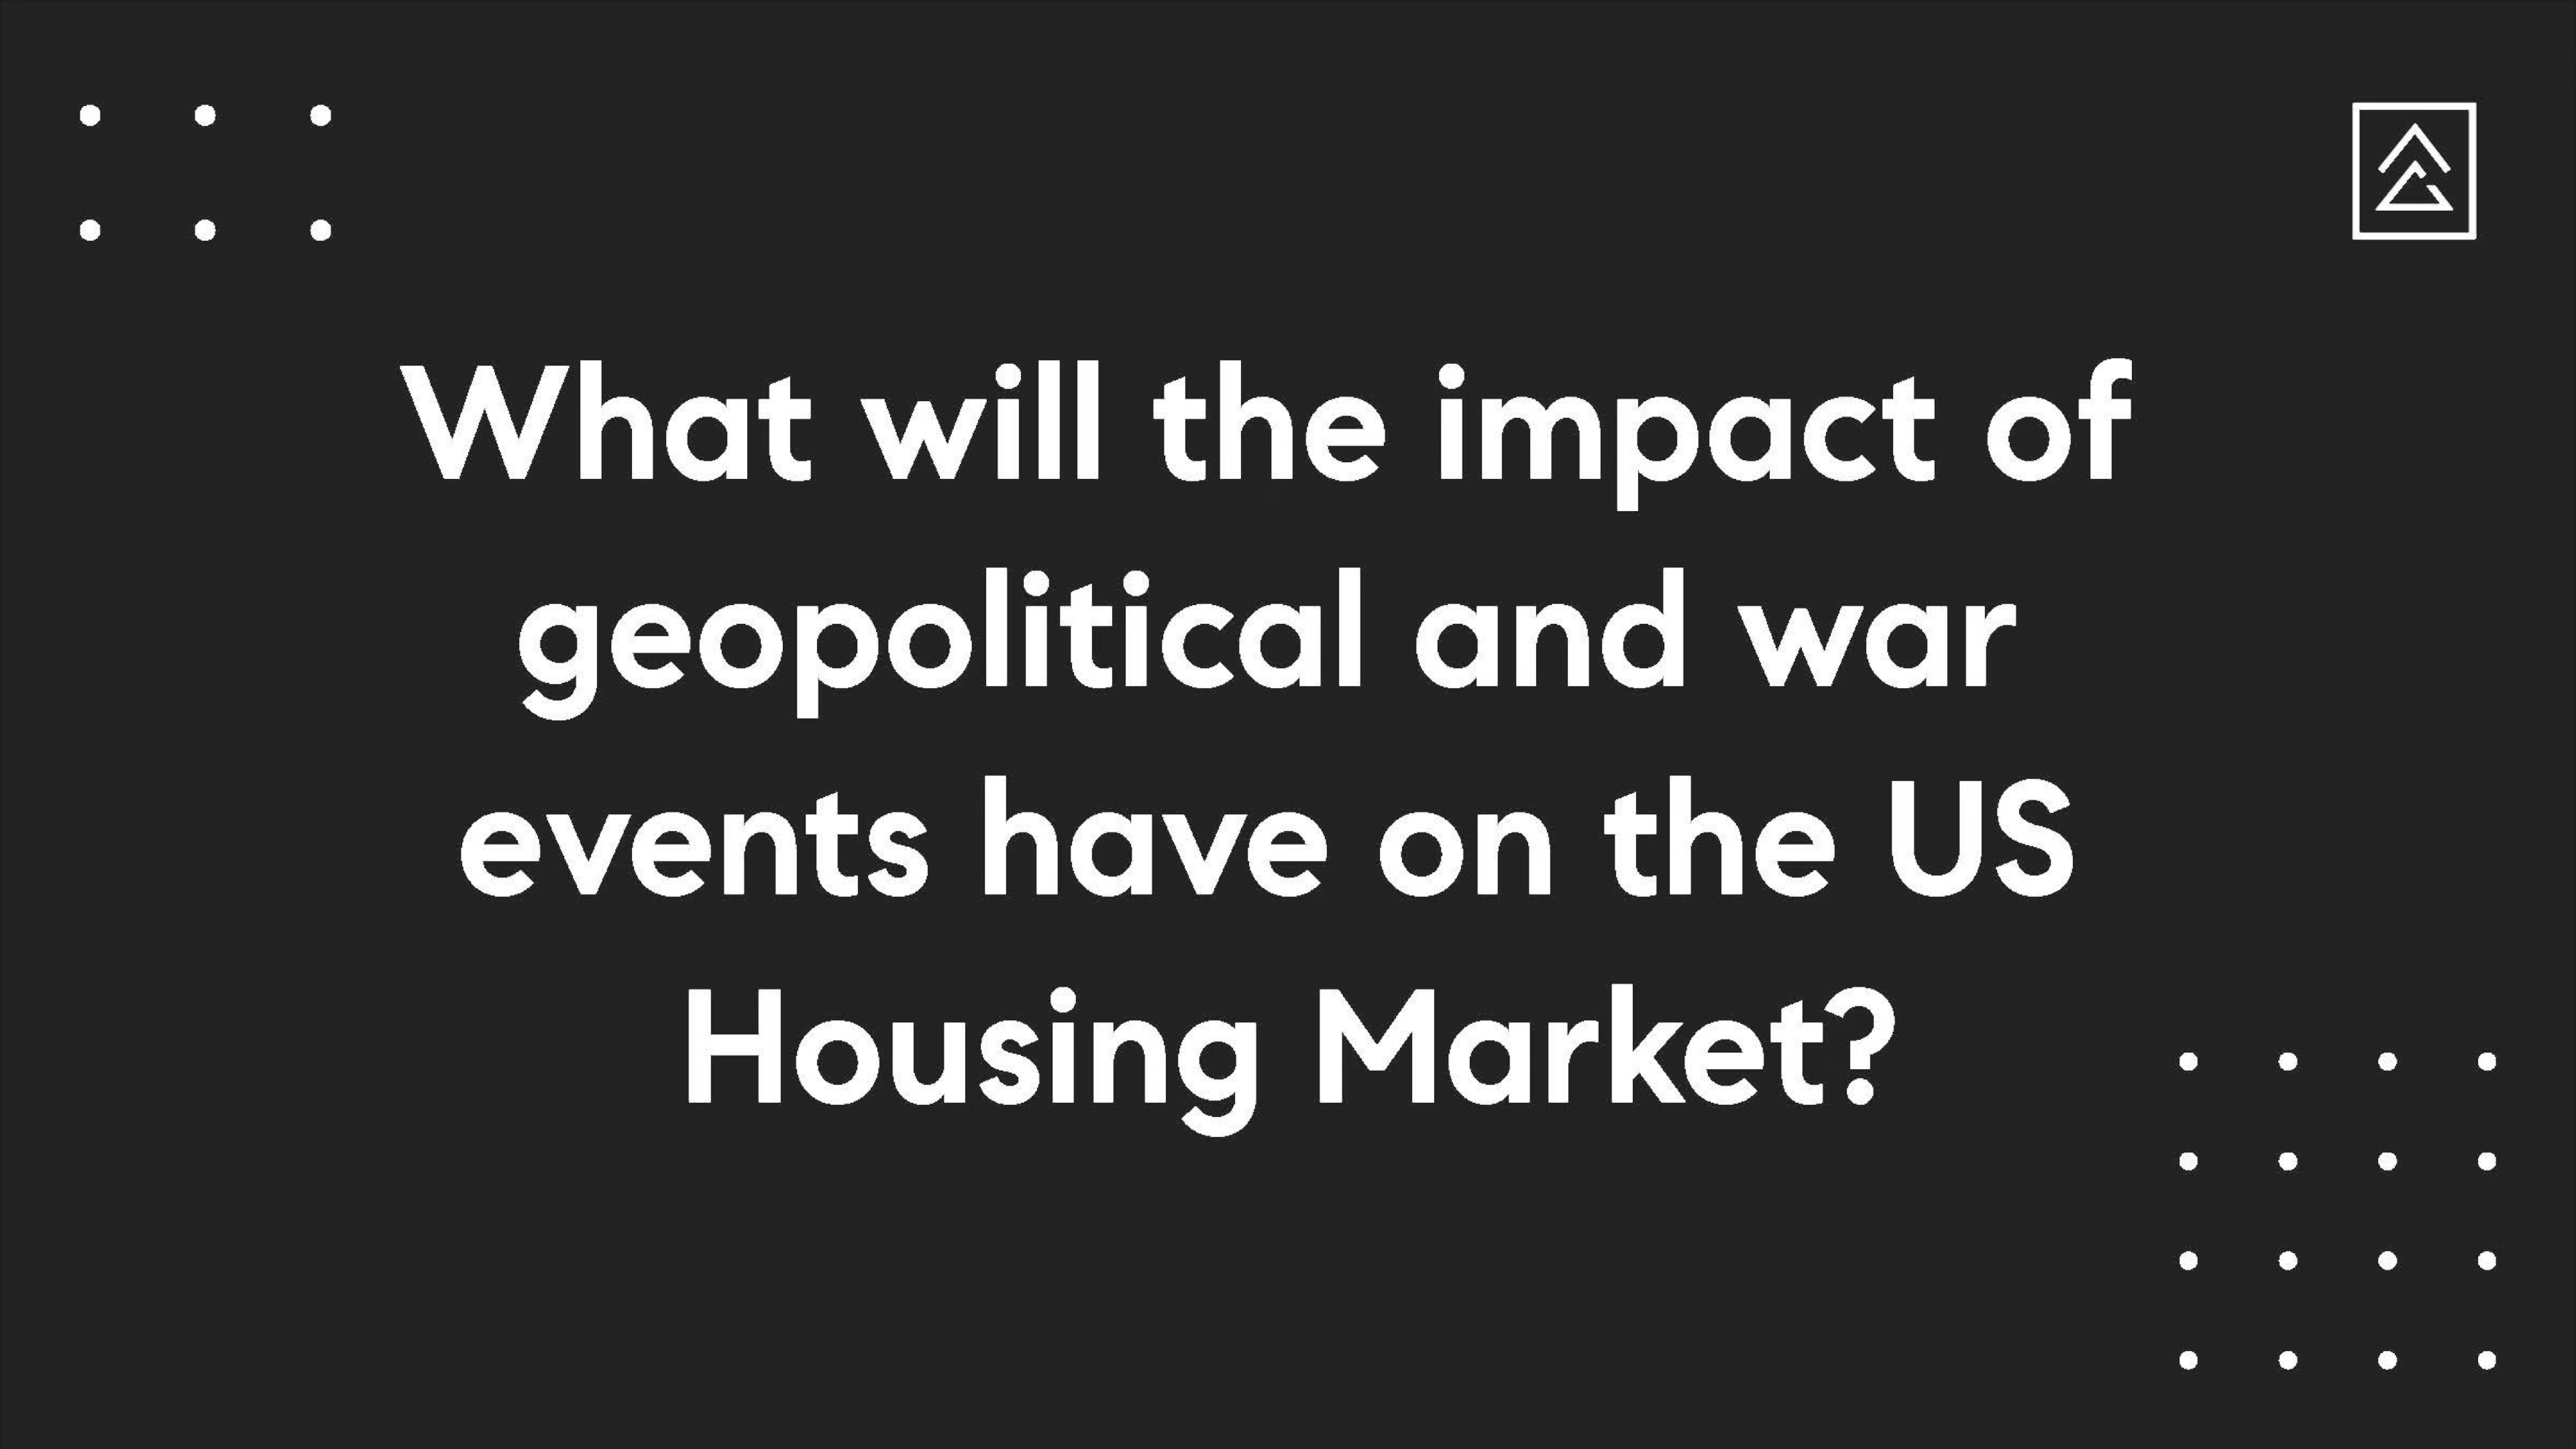 What will the impact of
geopolitical and war
events have on the US
Housing Market?